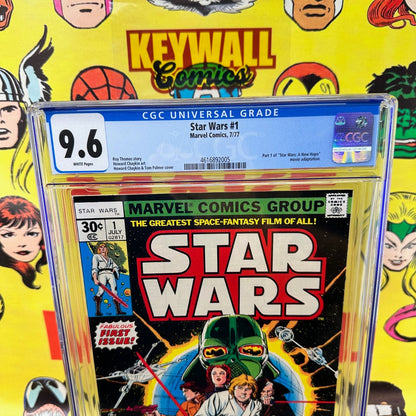 KEYWALL
Comics
CGC UNIVERSAL GRADE
9.6
WHITE Pages
Star Wars #1
Marvel Comics, 7/77
Roy Thomas story
Howard Chaykin art
Howard Chaykin & Tom Palmer cover
Part 1 of "Star Wars: A New Hope"
movie adaptation.
4616892005
CGC
STAR WARS
MARVEL COMICS GROUP
THE GREATEST SPACE-FANTASY FILM OF ALL!
30¢
1
JULY
02817
STAR
WARS
FABULOUS
FIRST
ISSUE!